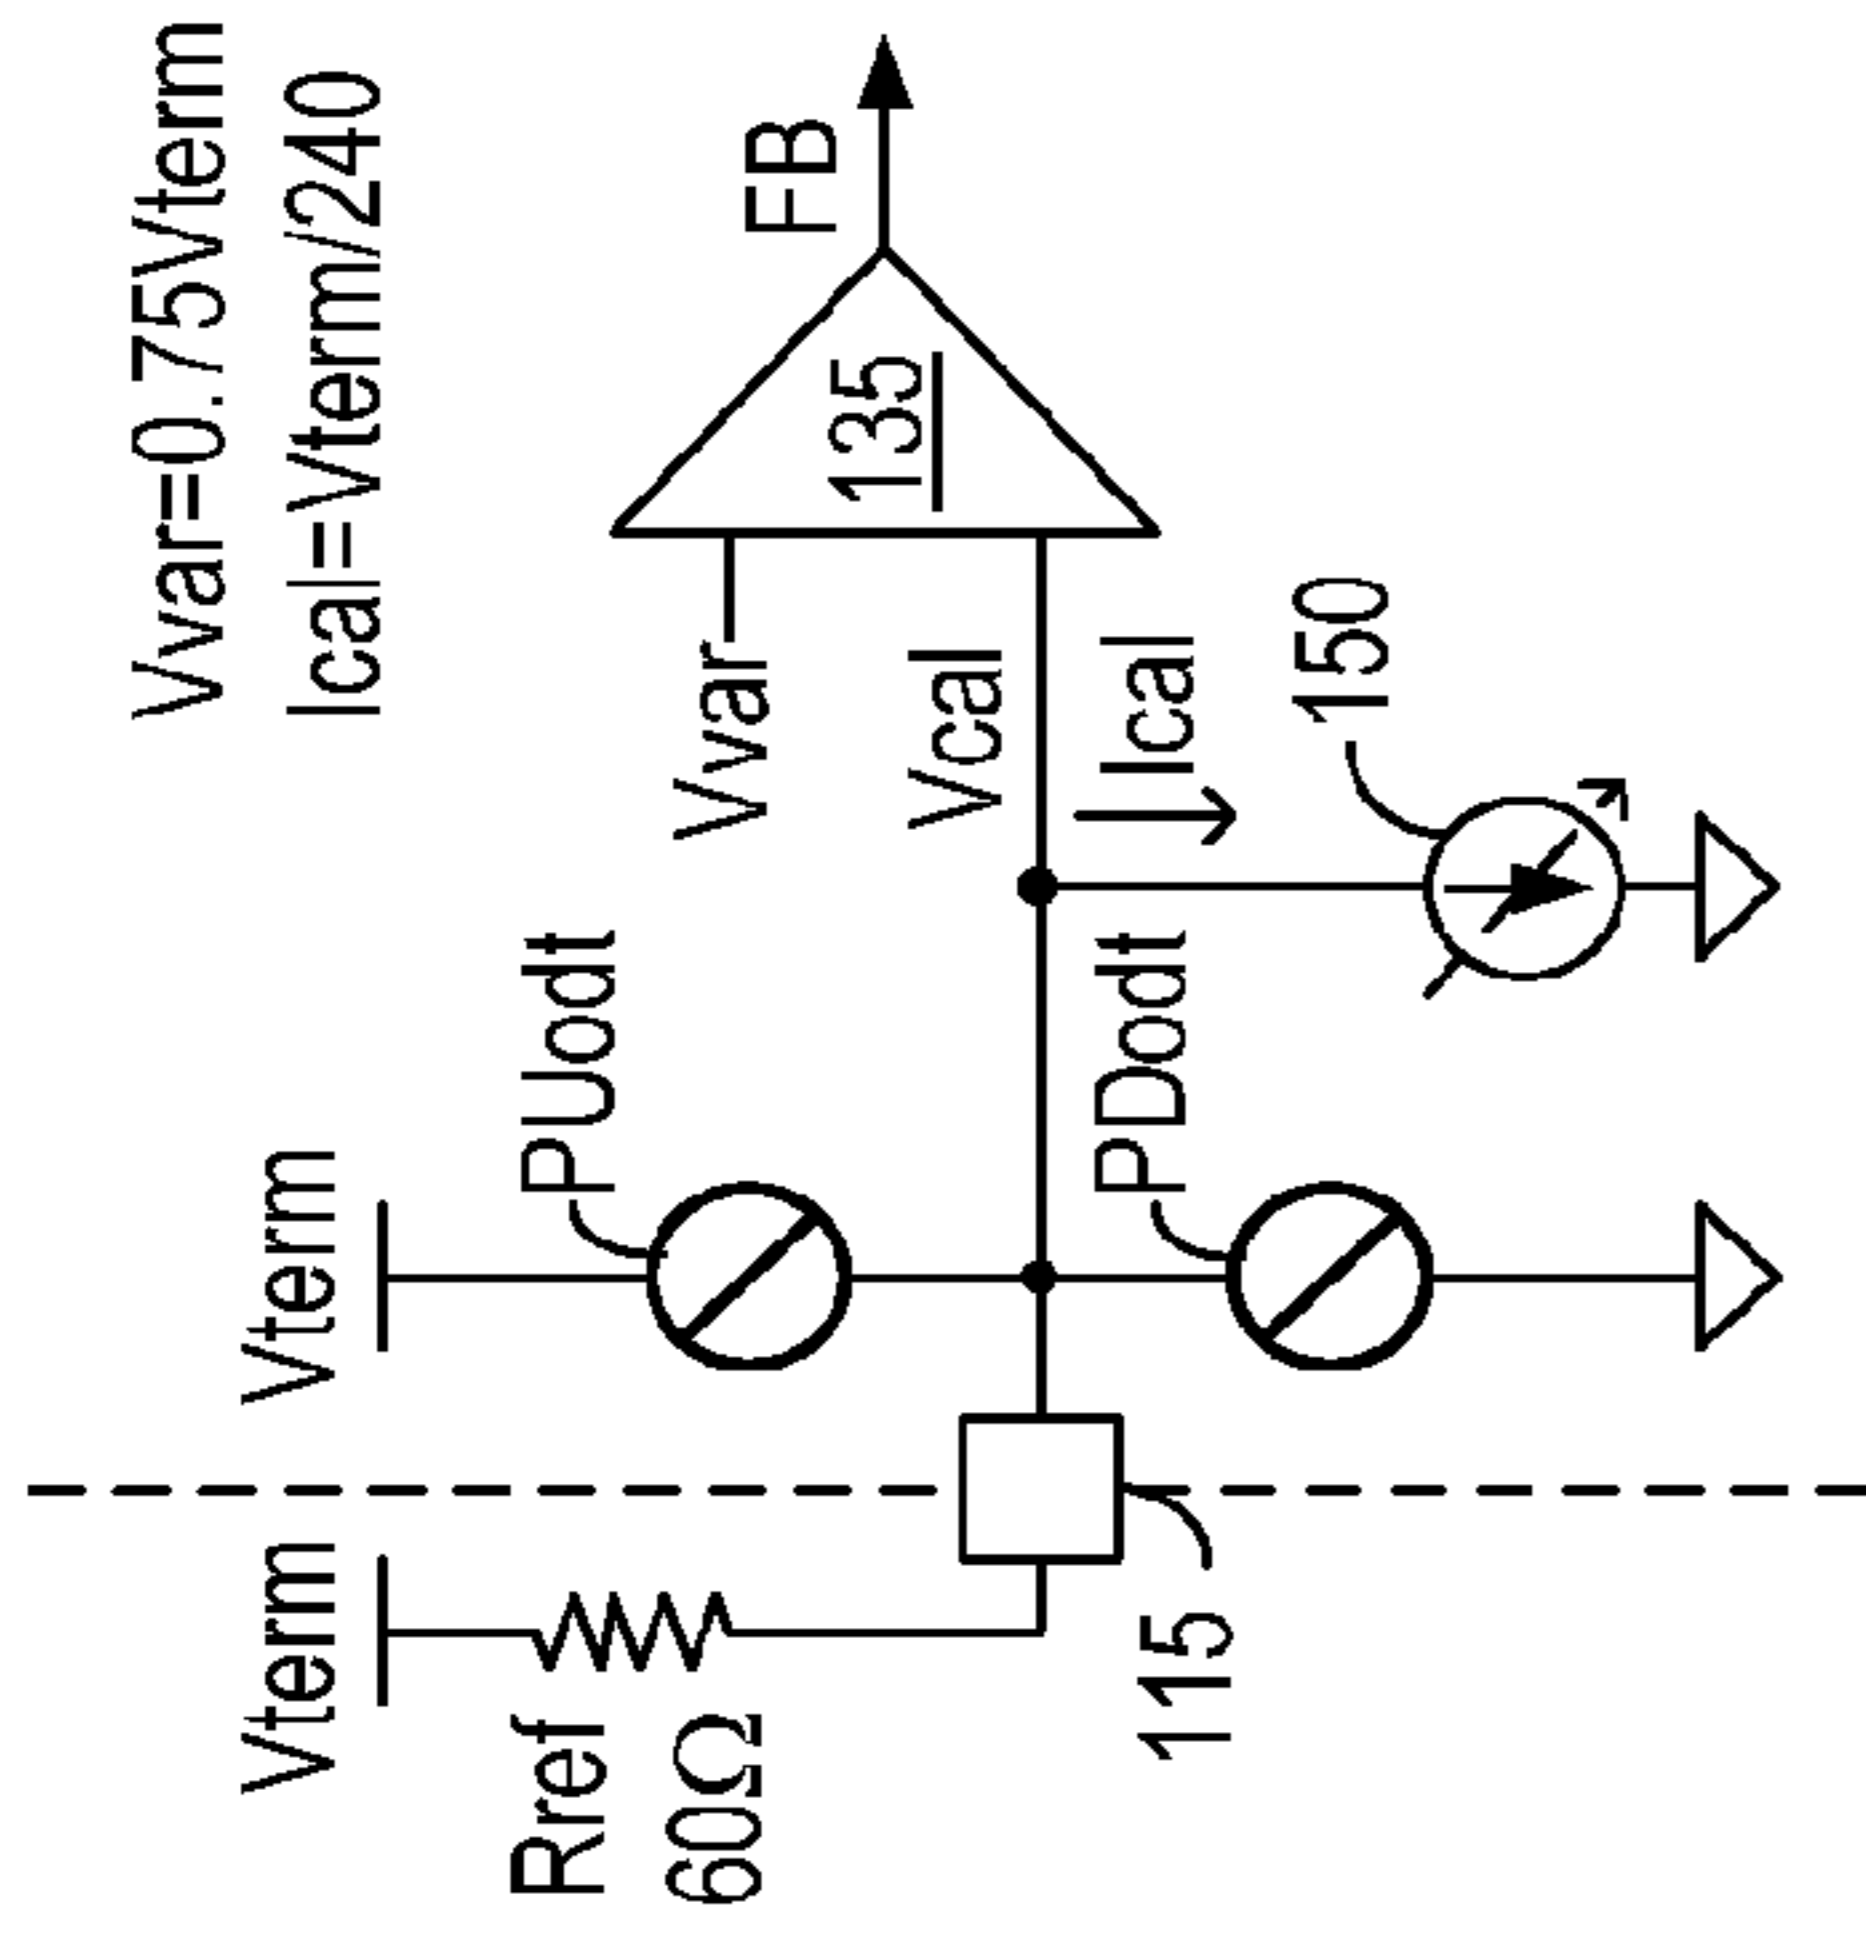 Vvar=0.75Vterm
Ical=Vterm/240
Vterm
Vterm
Rref
60Ω
PUodt
Vvar
FB
135
Vcal
115
PDodt
Ical
150